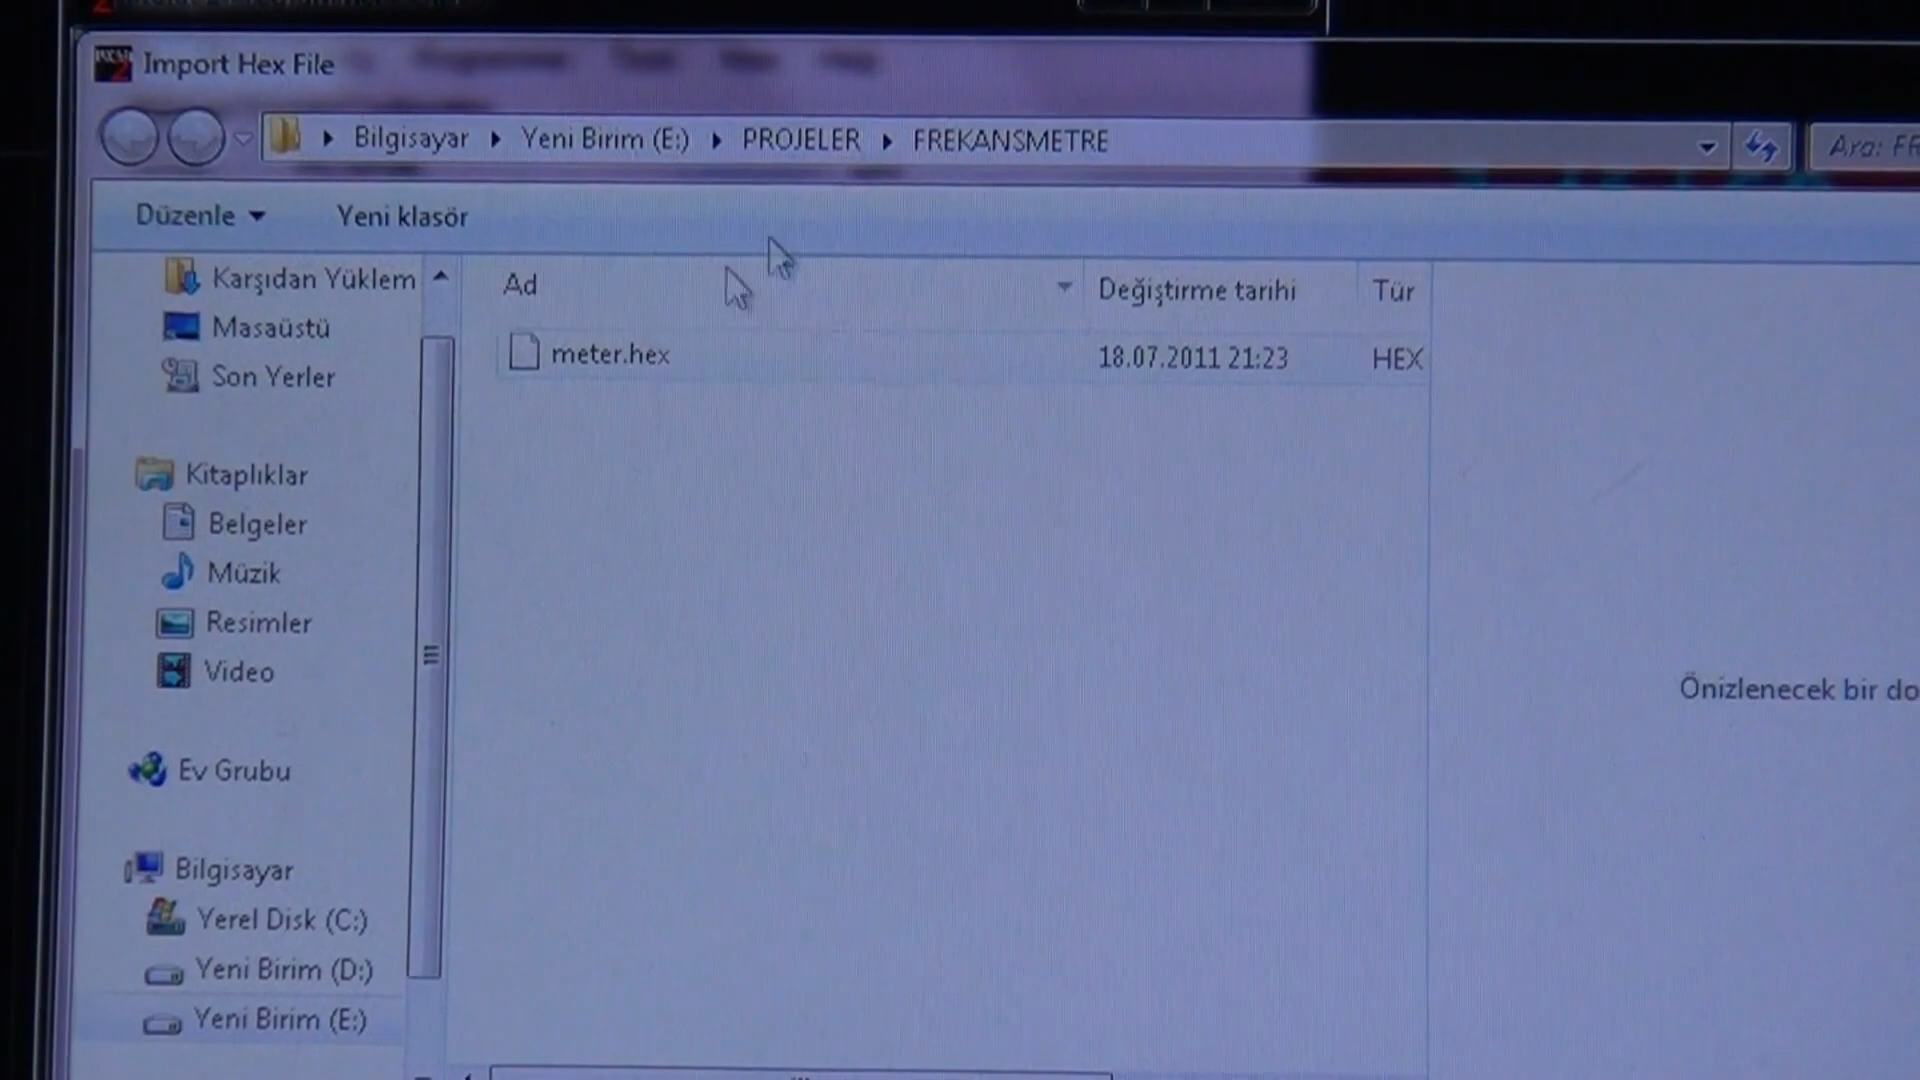 Import Hex File
Bilgisayar Yeni Birim (E:) PROJELER FREKANSMETRE
Ara: FR
Düzenle Yeni klasör
Karşıdan Yüklem
Masaüstü
Son Yerler
Kitaplıklar
Belgeler
Müzik
Resimler
Video
Ev Grubu
Bilgisayar
Yerel Disk (C:)
Yeni Birim (D:)
Yeni Birim (E:)
Ad Değiştirme tarihi Tür
meter.hex 18.07.2011 21:23 HEX
Önizlenecek bir do